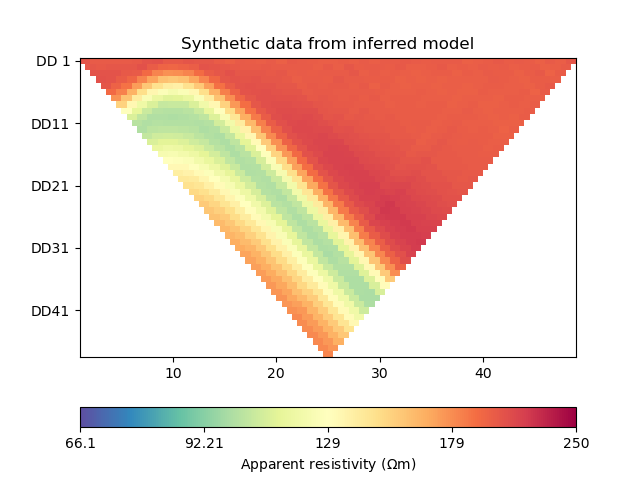 Synthetic data from inferred model
DD 1
DD11
DD21
DD31
DD41
10 20 30 40
66.1 92.21 129 179 250
Apparent resistivity (Ωm)